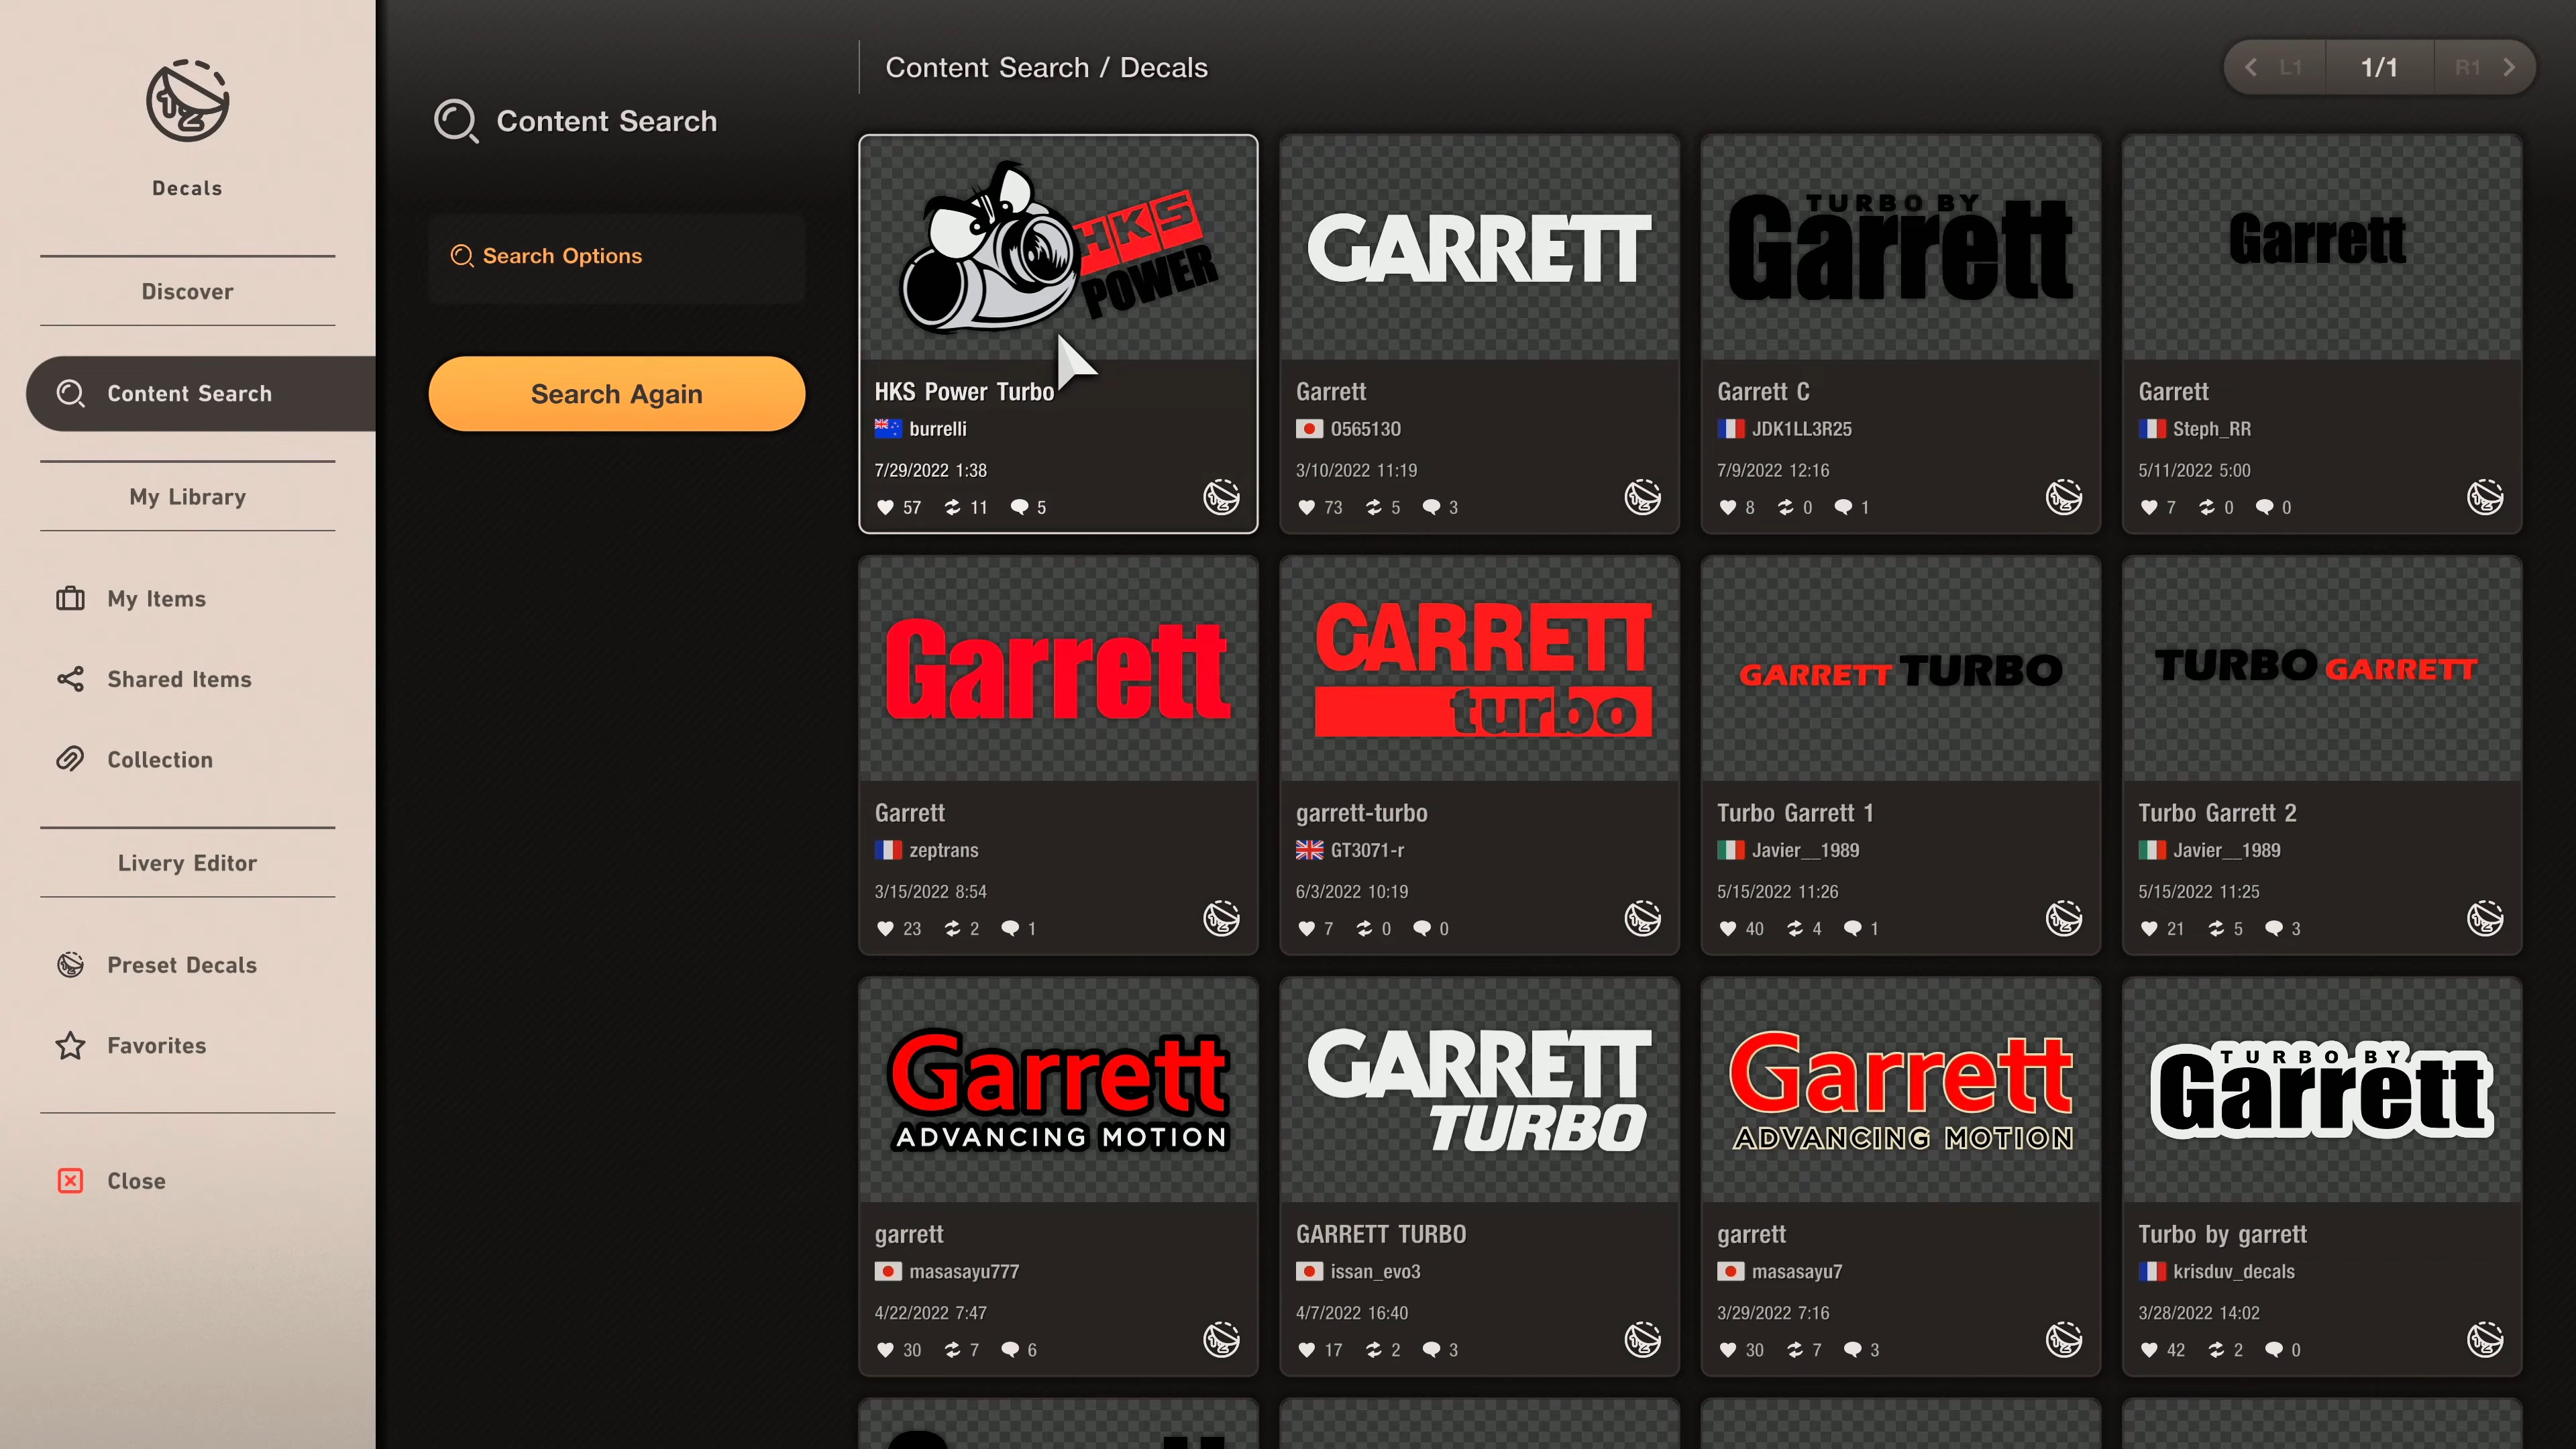 Decals
Discover
Content Search
My Library
My Items
Shared Items
Collection
Livery Editor
Preset Decals
Favorites
Close
Content Search
Search Options
Search Again
Content Search / Decals
L1 1/1 R1
HKS
POWER
HKS Power Turbo
burrelli
7/29/2022 1:38
57 11 5
GARRETT
Garrett
O56513O
3/10/2022 11:19
73 5 3
TURBO BY
Garrett
Garrett C
JDK1LL3R25
7/9/2022 12:16
8 0 1
Garrett
Garrett
Steph_RR
5/11/2022 5:00
7 0 0
Garrett
Garrett
zeptrans
3/15/2022 8:54
23 2 1
GARRETT
turbo
garrett-turbo
GT3071-r
6/3/2022 10:19
7 0 0
GARRETT TURBO
Turbo Garrett 1
Javier__1989
5/15/2022 11:26
40 4 1
TURBO GARRETT
Turbo Garrett 2
Javier__1989
5/15/2022 11:25
21 5 3
Garrett
ADVANCING MOTION
garrett
masasayu777
4/22/2022 7:47
30 7 6
GARRETT
TURBO
GARRETT TURBO
issan_evo3
4/7/2022 16:40
17 2 3
Garrett
ADVANCING MOTION
garrett
masasayu7
3/29/2022 7:16
30 7 3
TURBO BY
Garrett
Turbo by garrett
krisduv_decals
3/28/2022 14:02
42 2 0